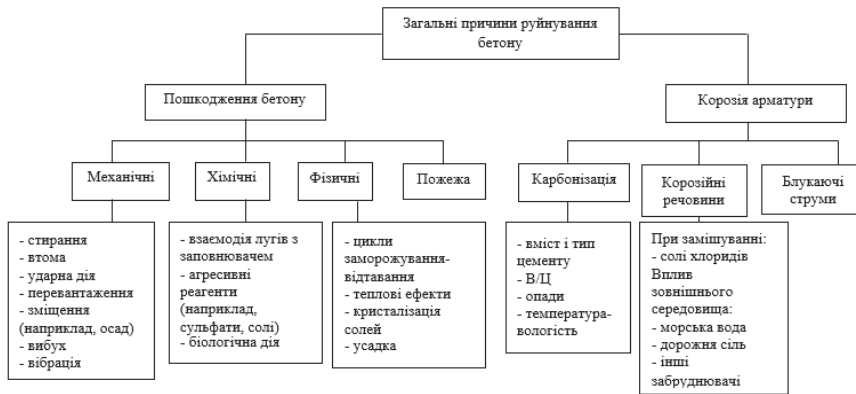 Загальні причини руйнування
бетону
Пошкодження бетону
Корозія арматури
Механічні
Хімічні
Фізичні
Пожежа
Карбонізація
Корозійні
речовини
Блукаючі
струми
- стирання
- втома
- ударна дія
- перевантаження
- зміщення
(наприклад, осад)
- вибух
- вібрація
- взаємодія лугів з
заповнювачем
- агресивні
реагенти
(наприклад,
сульфати, солі)
- біологічна дія
- цикли
заморожування-
відтавання
- теплові ефекти
- кристалізація
солей
- усадка
- вміст і тип
цементу
- В/Ц
- опади
- температура-
вологість
При замішуванні:
- солі хлоридів
Вплив
зовнішнього
середовища:
- морська вода
- дорожня сіль
- інші
забруднювачі